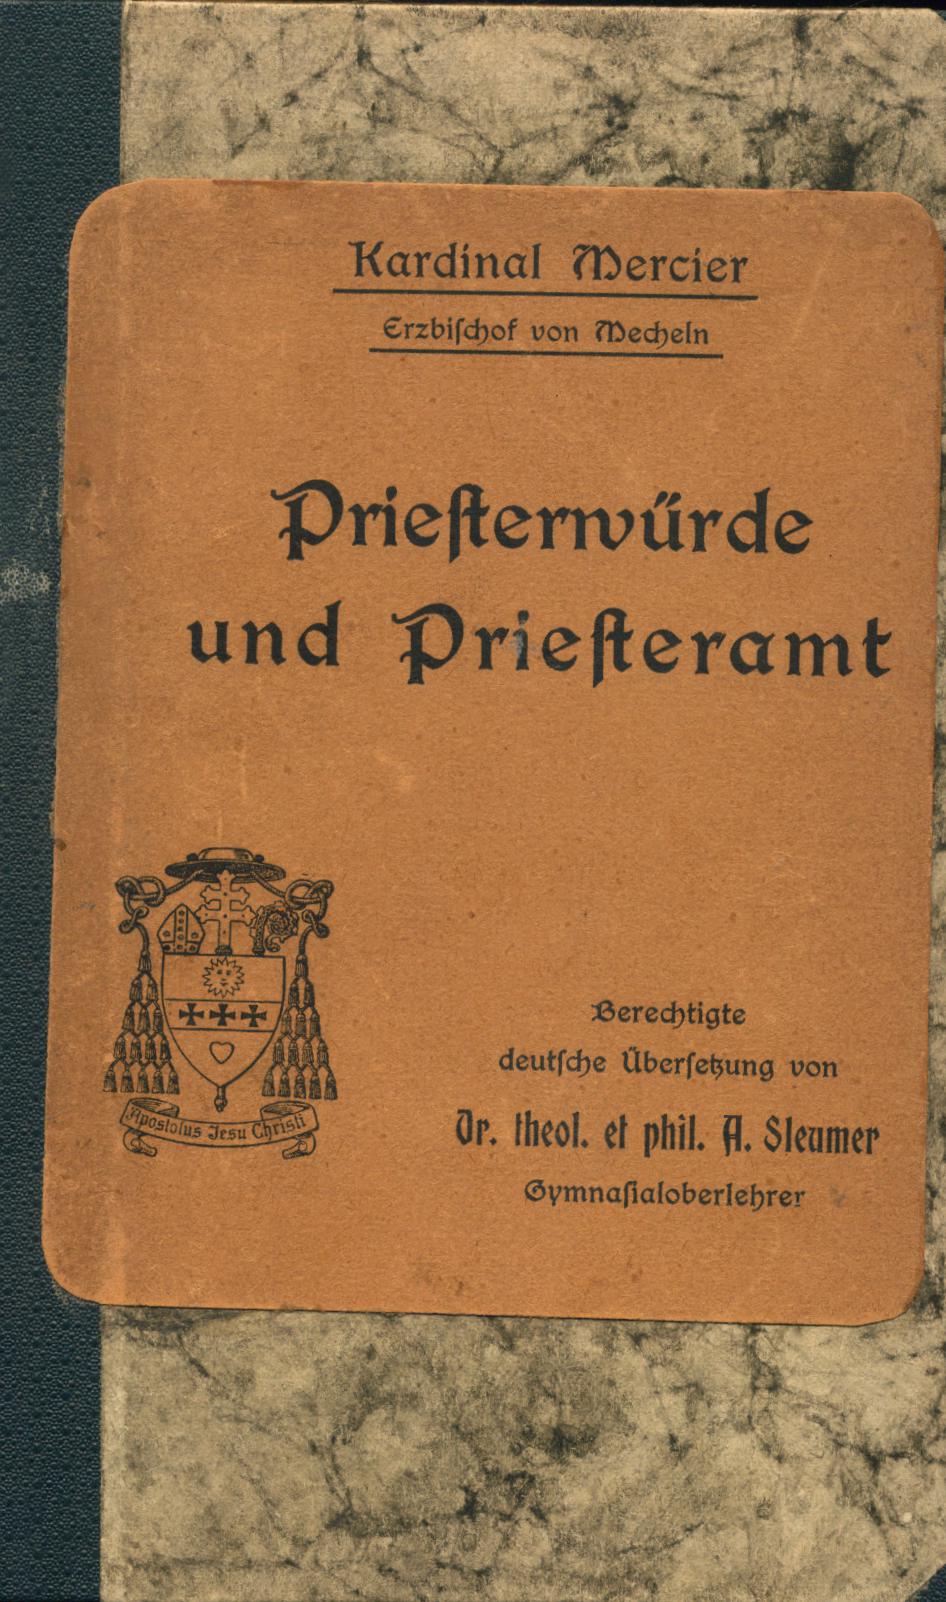 Kardinal Mercier
Erzbiſchof von Mecheln
Prieſterwürde
und Prieſteramt
Apostolus Jesu Christi
Berechtigte
deutſche Überſetzung von
Dr. theol. et phil. A. Sleumer
Gymnaſialoberlehrer